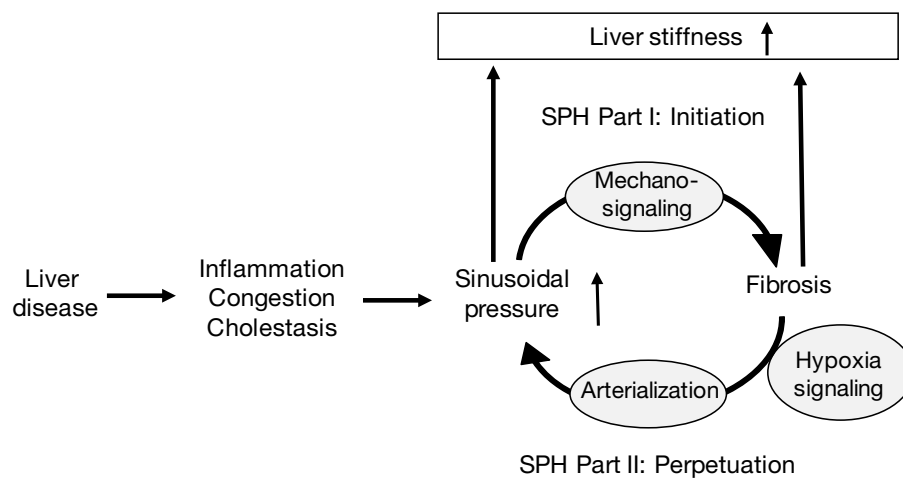 Liver stiffness
SPH Part I: Initiation
Mechano-
signaling
Liver
disease
Inflammation
Congestion
Cholestasis
Sinusoidal
pressure
Fibrosis
Arterialization
Hypoxia
signaling
SPH Part II: Perpetuation